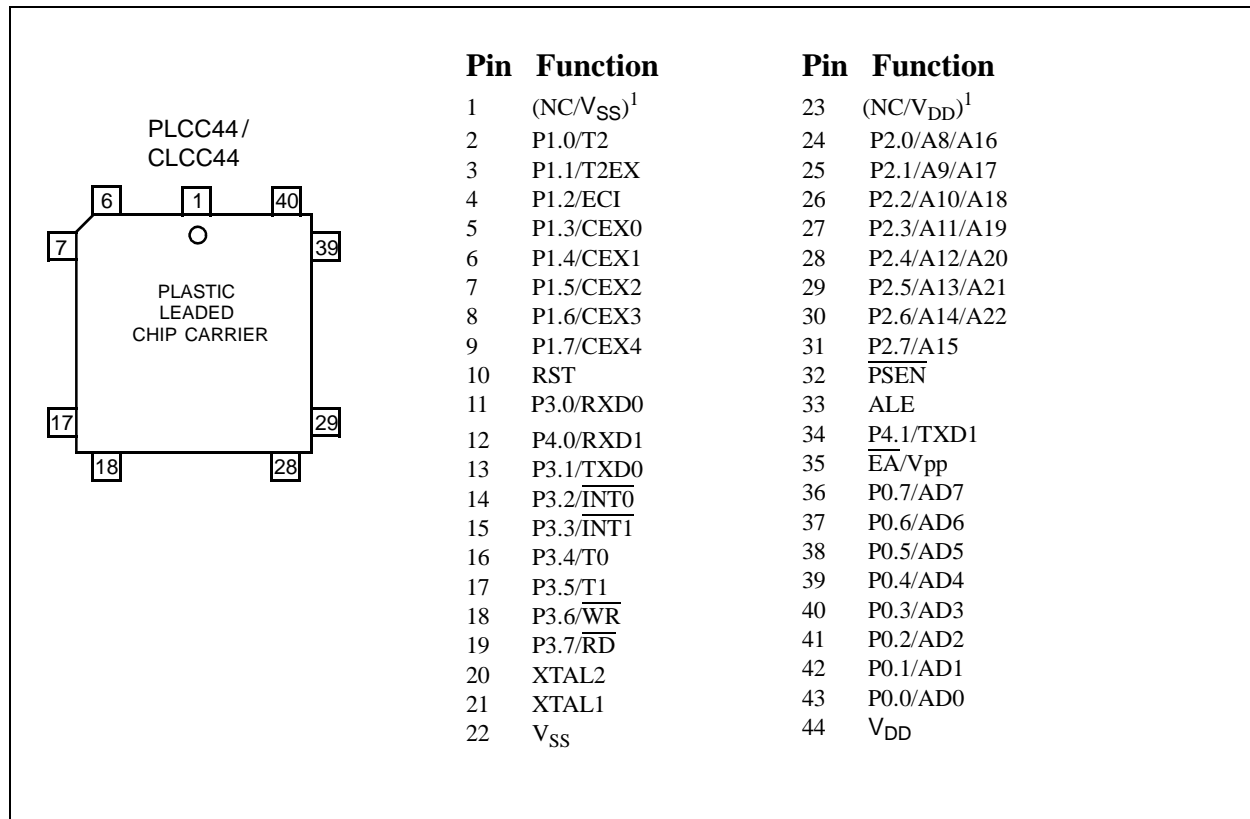 PLCC44/
CLCC44
6 1 40
7 39
PLASTIC
LEADED
CHIP CARRIER
17 29
18 28
Pin Function
1 (NC/VSS)1
2 P1.0/T2
3 P1.1/T2EX
4 P1.2/ECI
5 P1.3/CEX0
6 P1.4/CEX1
7 P1.5/CEX2
8 P1.6/CEX3
9 P1.7/CEX4
10 RST
11 P3.0/RXD0
12 P4.0/RXD1
13 P3.1/TXD0
14 P3.2/INT0
15 P3.3/INT1
16 P3.4/T0
17 P3.5/T1
18 P3.6/WR
19 P3.7/RD
20 XTAL2
21 XTAL1
22 VSS
Pin Function
23 (NC/VDD)1
24 P2.0/A8/A16
25 P2.1/A9/A17
26 P2.2/A10/A18
27 P2.3/A11/A19
28 P2.4/A12/A20
29 P2.5/A13/A21
30 P2.6/A14/A22
31 P2.7/A15
32 PSEN
33 ALE
34 P4.1/TXD1
35 EA/Vpp
36 P0.7/AD7
37 P0.6/AD6
38 P0.5/AD5
39 P0.4/AD4
40 P0.3/AD3
41 P0.2/AD2
42 P0.1/AD1
43 P0.0/AD0
44 VDD